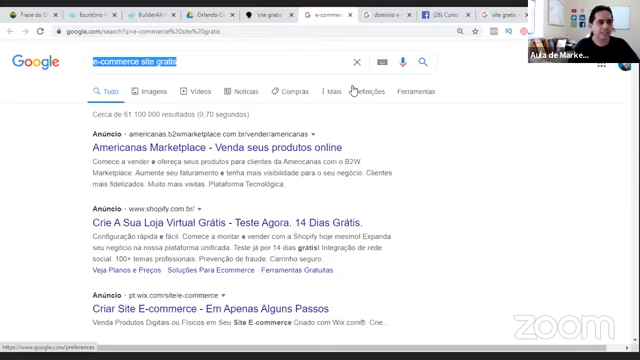 Frase do D
Escritório V
BuilderAll
Orlando Cli
"site gratis
e-commerc
dominio e
(26) Curso
site gratis
google.com/search?q=e-commerce%20site%20gratis
Aula de Marke...
Google
e-commerce site gratis
Tudo
Imagens
Vídeos
Notícias
Compras
Mais
Definições
Ferramentas
Cerca de 61 100 000 resultados (0,70 segundos)
Anúncio · americanas.b2wmarketplace.com.br/vender/americanas
Americanas Marketplace - Venda seus produtos online
Comece a vender e ofereça seus produtos para clientes da Americanas com o B2W
Marketplace. Aumente seu faturamento e tenha mais visibilidade para o seu negócio. Clientes
mais fidelizados. Muito mais visitas. Plataforma Tecnológica.
Anúncio · www.shopify.com.br/
Crie A Sua Loja Virtual Grátis - Teste Agora. 14 Dias Grátis.
Configuração rápida e fácil. Comece a montar e vender com a Shopify hoje mesmo! Expanda
seu negócio na nossa plataforma unificada. Teste já por 14 dias grátis! Integração de rede
social. 100+ temas profissionais. Prevenção de fraude. Carrinho seguro.
Veja Planos e Preços · Soluções Para Ecommerce · Ferramentas Gratuitas
Anúncio · pt.wix.com/site/e-commerce
Criar Site E-commerce - Em Apenas Alguns Passos
Venda Produtos Digitais ou Físicos em Seu Site E-commerce Criado com Wix.com®. Crie...
zoom
https://www.google.com/preferences